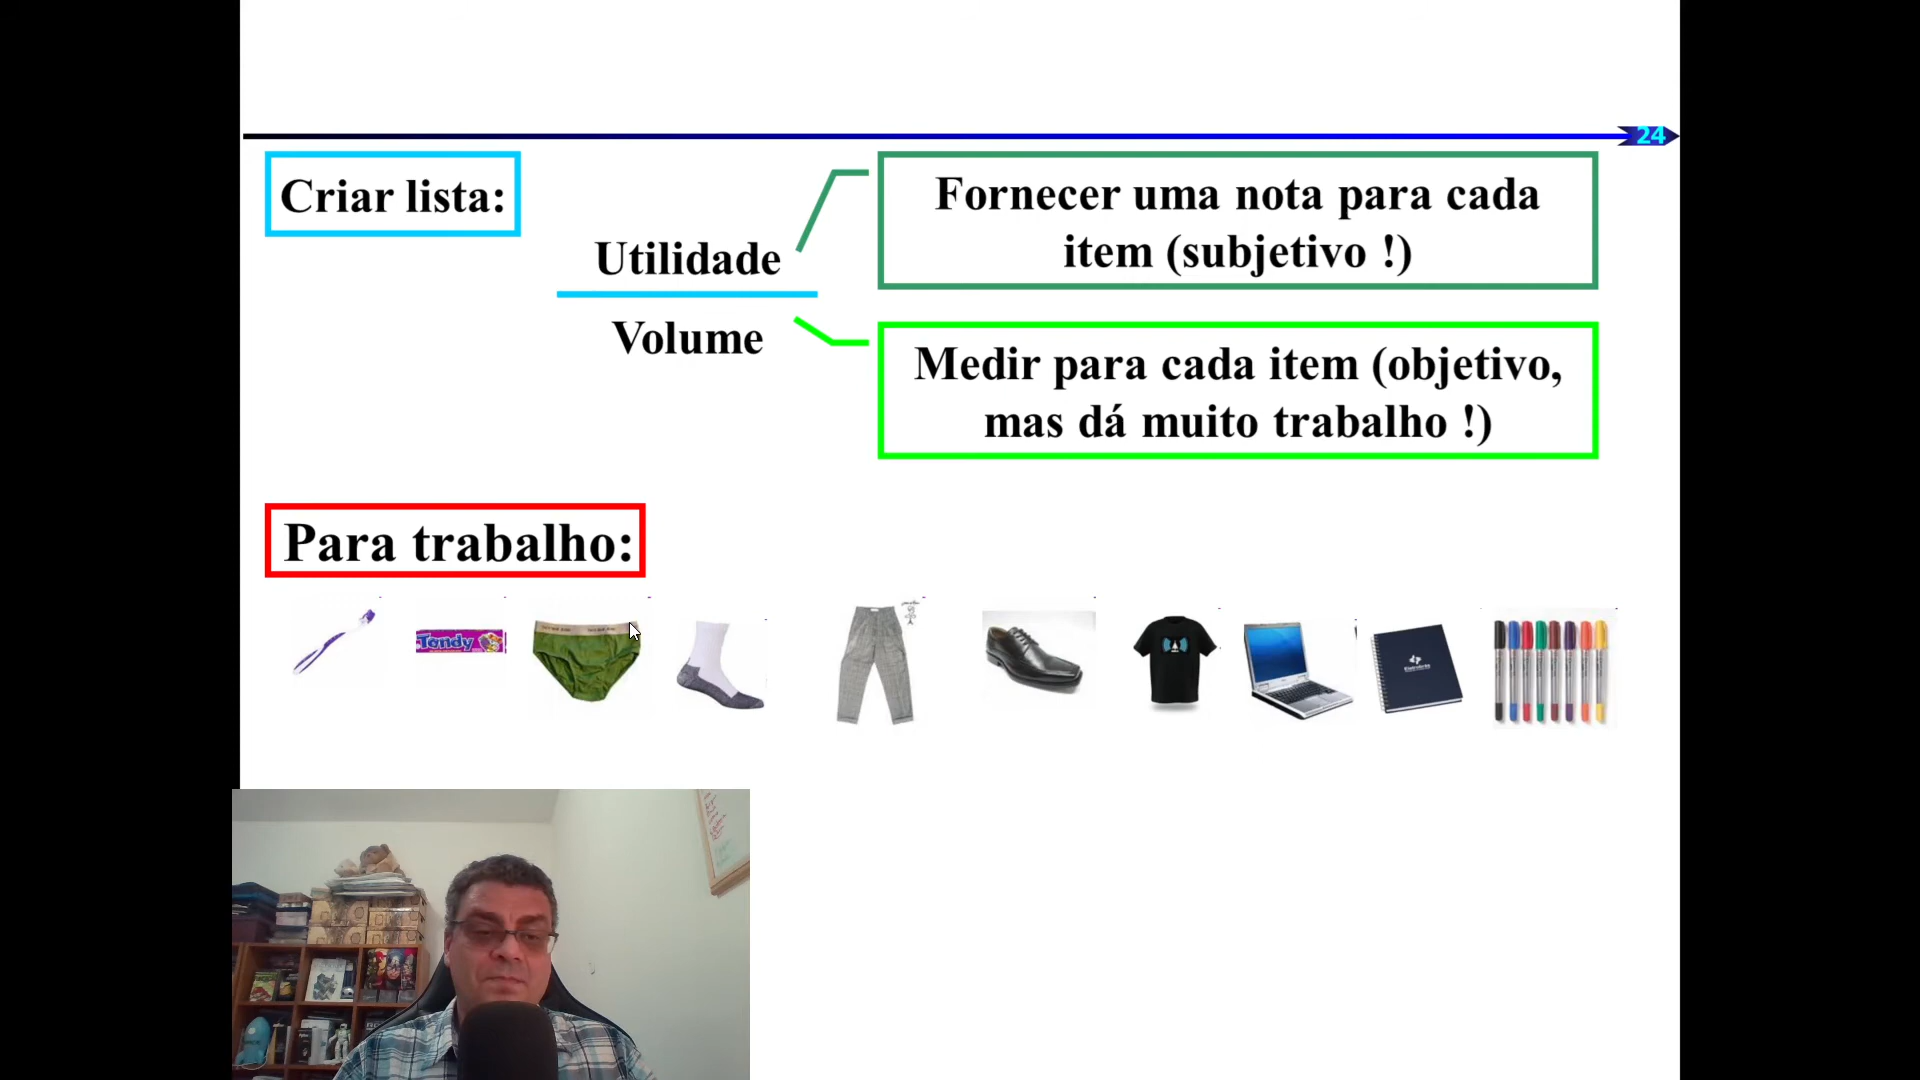 24
Criar lista:
Utilidade
Volume
Fornecer uma nota para cada
item (subjetivo !)
Medir para cada item (objetivo,
mas dá muito trabalho !)
Para trabalho:
Tandy